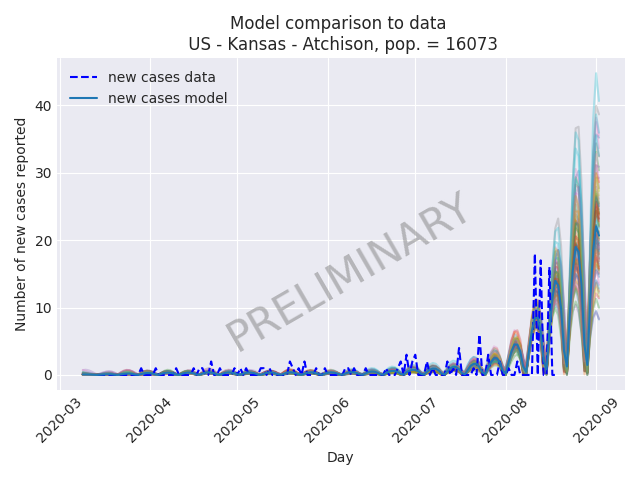 Model comparison to data
US - Kansas - Atchison, pop. = 16073
new cases data
new cases model
Number of new cases reported
40
30
20
10
0
PRELIMINARY
2020-03
2020-04
2020-05
2020-06
2020-07
2020-08
2020-09
Day